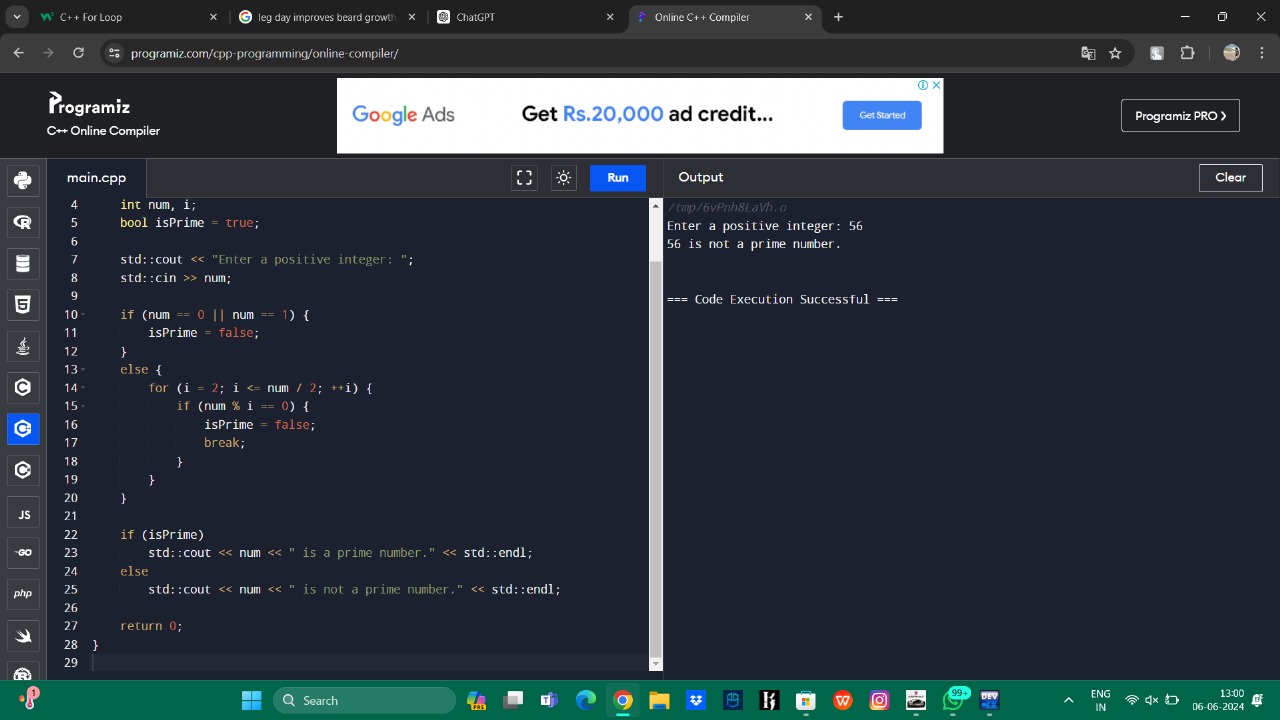 C++ For Loop
leg day improves beard growth
ChatGPT
Online C++ Compiler
programiz.com/cpp-programming/online-compiler/
Programiz
C++ Online Compiler
Google Ads
Get Rs.20,000 ad credit...
Get Started
Programiz PRO
main.cpp
Run
Output
Clear
4 int num, i;
5 bool isPrime = true;
6
7 std::cout << "Enter a positive integer: ";
8 std::cin >> num;
9
10 if (num == 0 || num == 1) {
11 isPrime = false;
12 }
13 else {
14 for (i = 2; i <= num / 2; ++i) {
15 if (num % i == 0) {
16 isPrime = false;
17 break;
18 }
19 }
20 }
21
22 if (isPrime)
23 std::cout << num << " is a prime number." << std::endl;
24 else
25 std::cout << num << " is not a prime number." << std::endl;
26
27 return 0;
28 }
29
/tmp/6vPnh8LaVh.o
Enter a positive integer: 56
56 is not a prime number.
=== Code Execution Successful ===
JS
GO
php
1
Search
PRE
99+
DEV
ENG
IN
13:00
06-06-2024